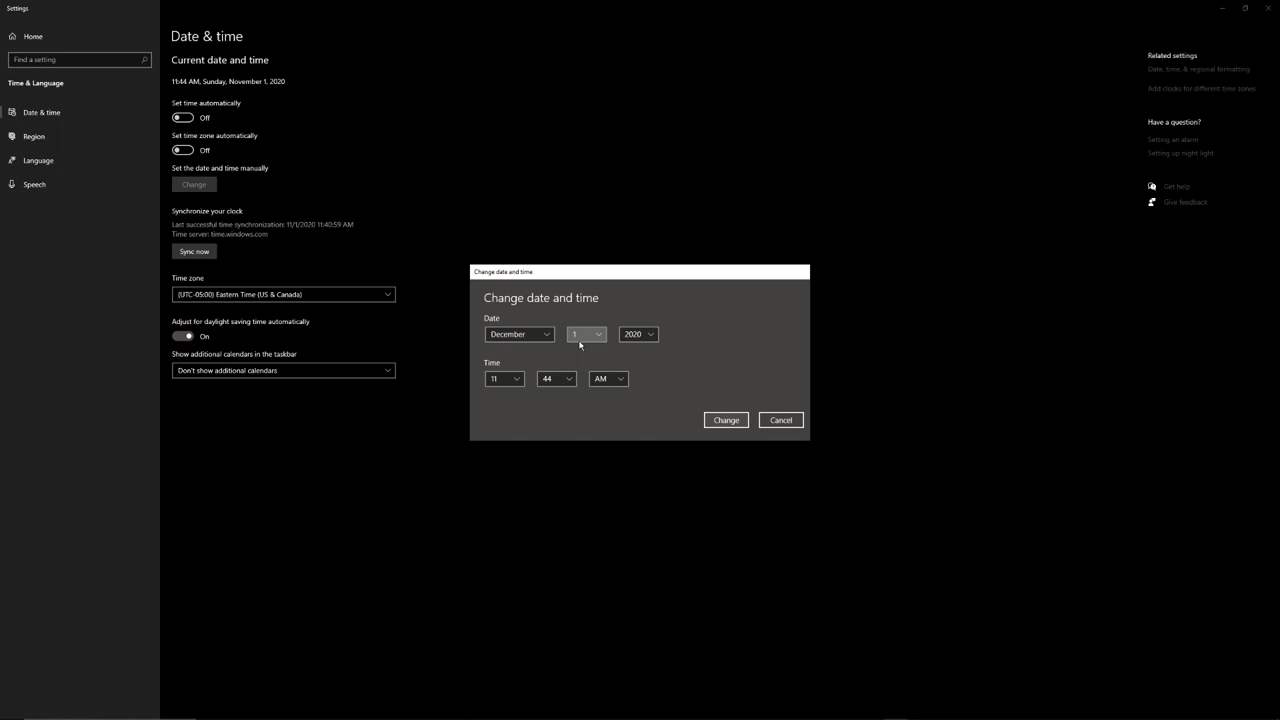 Settings
Home
Find a setting
Time & Language
Date & time
Region
Language
Speech
Date & time
Current date and time
11:44 AM, Sunday, November 1, 2020
Set time automatically
Off
Set time zone automatically
Off
Set the date and time manually
Change
Synchronize your clock
Last successful time synchronization: 11/1/2020 11:40:59 AM
Time server: time.windows.com
Sync now
Time zone
(UTC-05:00) Eastern Time (US & Canada)
Adjust for daylight saving time automatically
On
Show additional calendars in the taskbar
Don't show additional calendars
Change date and time
Change date and time
Date
December 1 2020
Time
11 44 AM
Change Cancel
Related settings
Date, time, & regional formatting
Add clocks for different time zones
Have a question?
Setting an alarm
Setting up night light
Get help
Give feedback